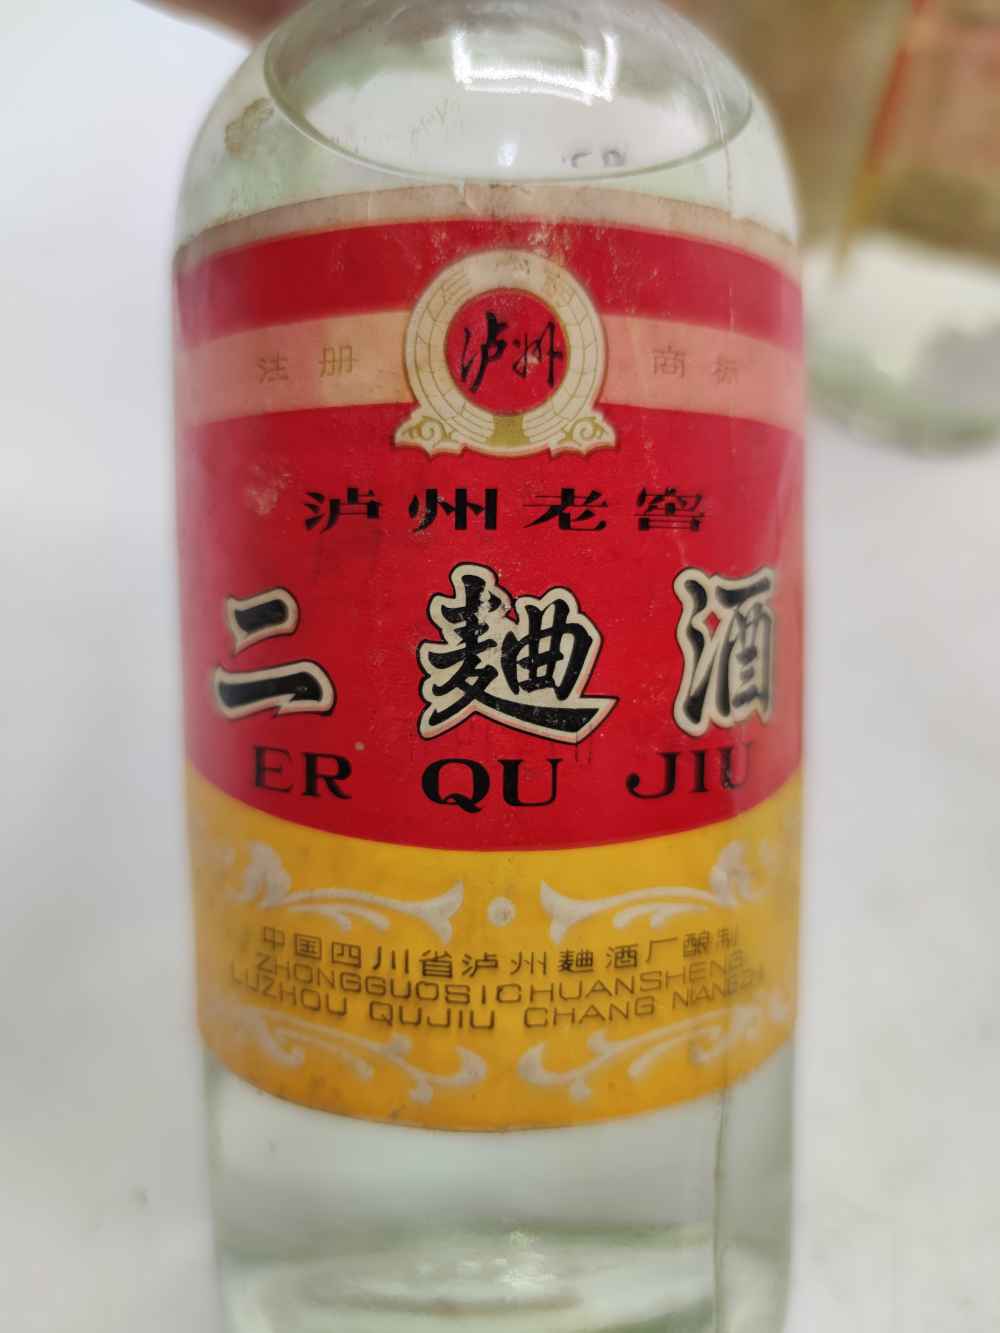 泸州
注册 商标
泸州老窖
二麯酒
ER QU JIU
中国四川省泸州麯酒厂酿制
ZHONGGUOSICHUANSHENG
LUZHOU QUJIU CHANG NIANGZHI